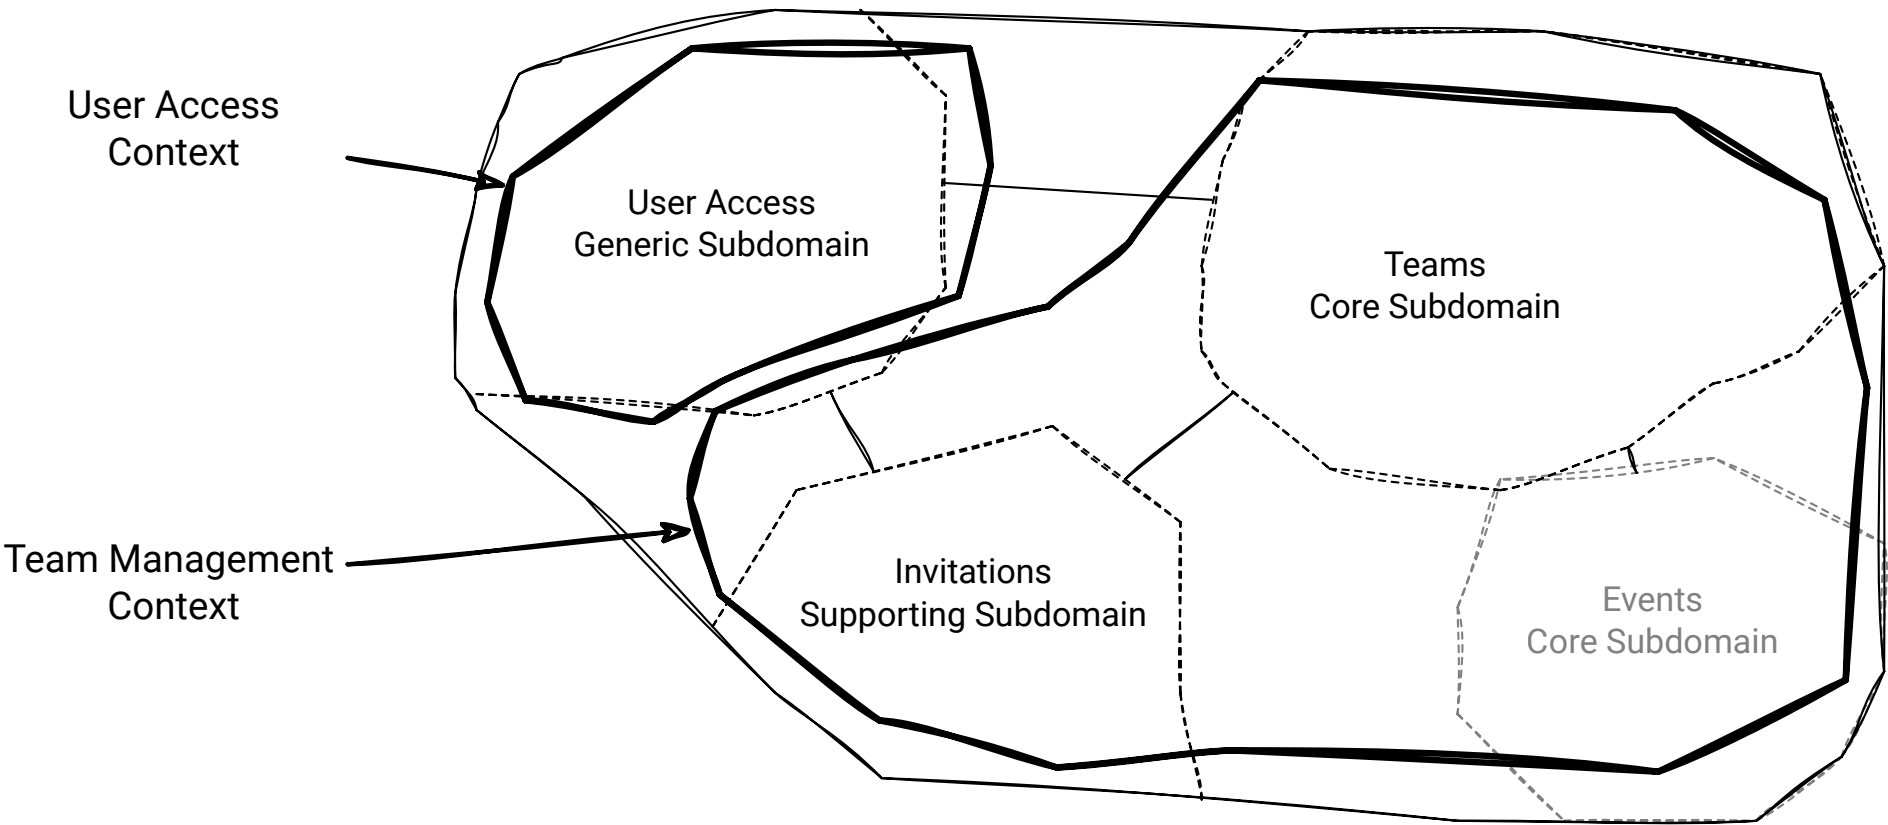 User Access
Context
User Access
Generic Subdomain
Teams
Core Subdomain
Team Management
Context
Invitations
Supporting Subdomain
Events
Core Subdomain